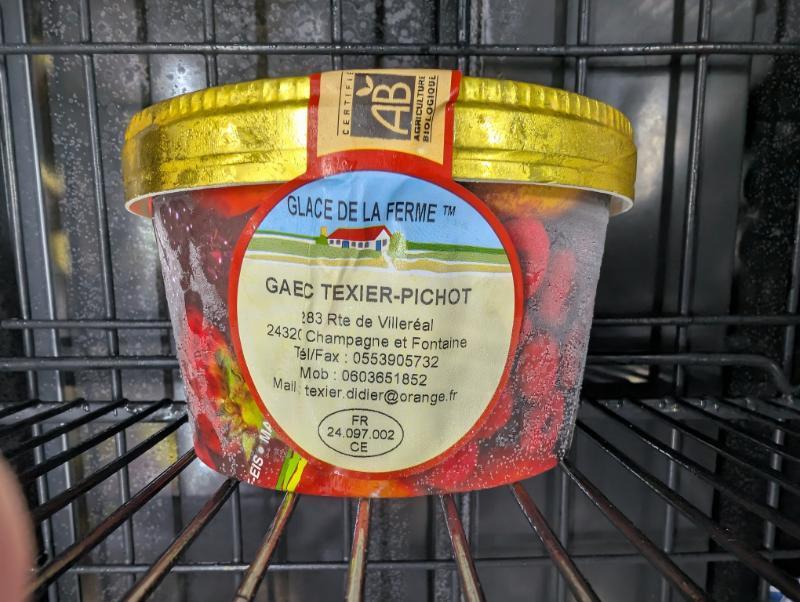 CERTIFIÉ
AB
AGRICULTURE
BIOLOGIQUE
GLACE DE LA FERME ™
GAEC TEXIER-PICHOT
283 Rte de Villeréal
24320 Champagne et Fontaine
Tél/Fax : 0553905732
Mob : 0603651852
Mail : texier.didier@orange.fr
FR
24.097.002
CE